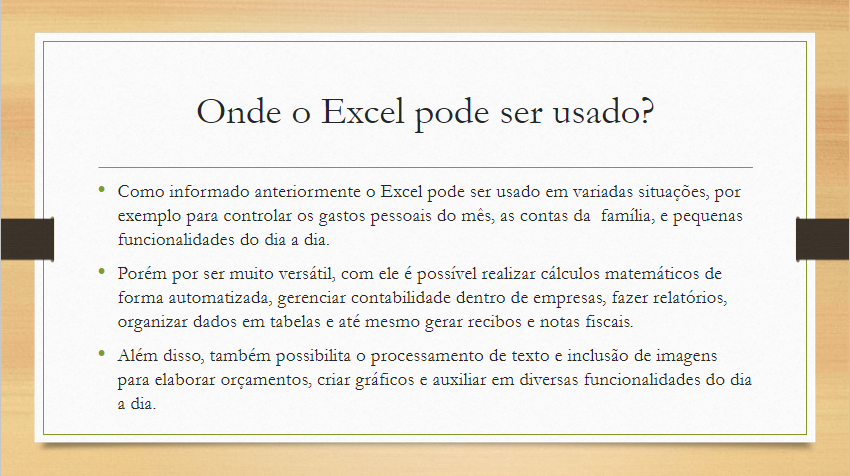 Onde o Excel pode ser usado?
• Como informado anteriormente o Excel pode ser usado em variadas situações, por
exemplo para controlar os gastos pessoais do mês, as contas da  família, e pequenas
funcionalidades do dia a dia.
• Porém por ser muito versátil, com ele é possível realizar cálculos matemáticos de
forma automatizada, gerenciar contabilidade dentro de empresas, fazer relatórios,
organizar dados em tabelas e até mesmo gerar recibos e notas fiscais.
• Além disso, também possibilita o processamento de texto e inclusão de imagens
para elaborar orçamentos, criar gráficos e auxiliar em diversas funcionalidades do dia
a dia.